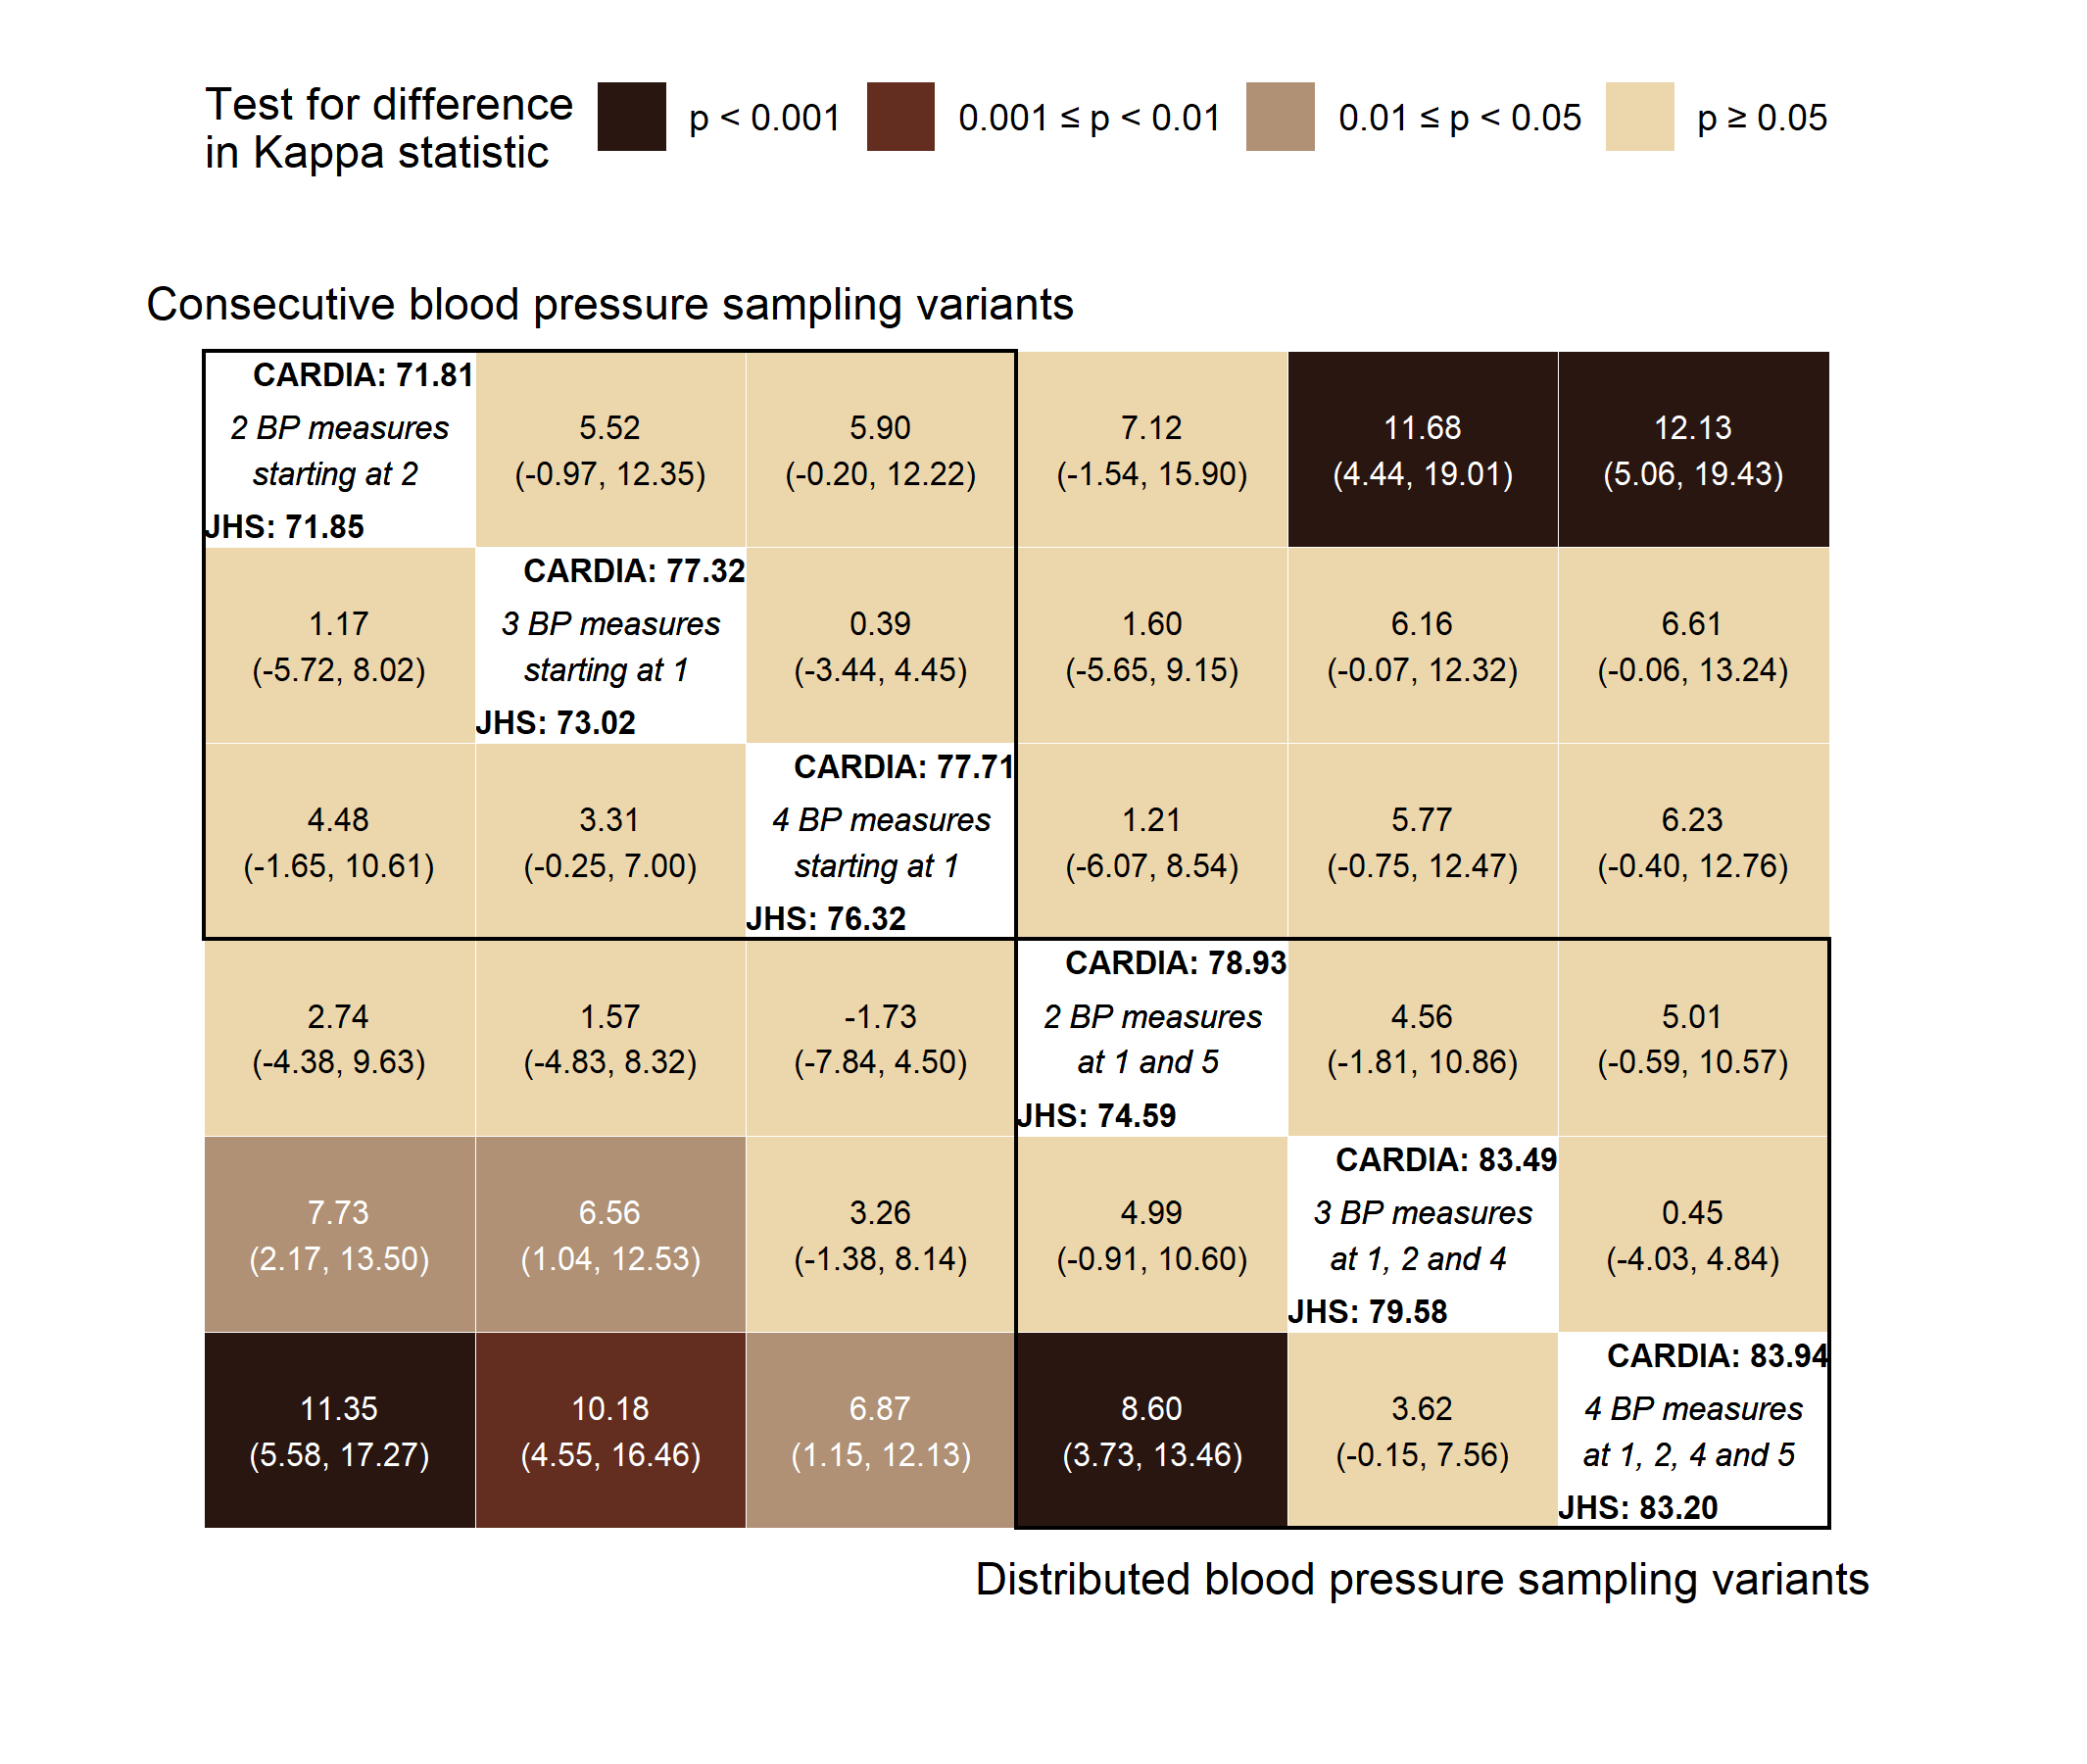 Test for difference
in Kappa statistic
p < 0.001
0.001 ≤ p < 0.01
0.01 ≤ p < 0.05
p ≥ 0.05
Consecutive blood pressure sampling variants
CARDIA: 71.81
2 BP measures
starting at 2
JHS: 71.85
5.52
(-0.97, 12.35)
5.90
(-0.20, 12.22)
7.12
(-1.54, 15.90)
11.68
(4.44, 19.01)
12.13
(5.06, 19.43)
1.17
(-5.72, 8.02)
CARDIA: 77.32
3 BP measures
starting at 1
JHS: 73.02
0.39
(-3.44, 4.45)
1.60
(-5.65, 9.15)
6.16
(-0.07, 12.32)
6.61
(-0.06, 13.24)
4.48
(-1.65, 10.61)
3.31
(-0.25, 7.00)
CARDIA: 77.71
4 BP measures
starting at 1
JHS: 76.32
1.21
(-6.07, 8.54)
5.77
(-0.75, 12.47)
6.23
(-0.40, 12.76)
2.74
(-4.38, 9.63)
1.57
(-4.83, 8.32)
-1.73
(-7.84, 4.50)
CARDIA: 78.93
2 BP measures
at 1 and 5
JHS: 74.59
4.56
(-1.81, 10.86)
5.01
(-0.59, 10.57)
7.73
(2.17, 13.50)
6.56
(1.04, 12.53)
3.26
(-1.38, 8.14)
4.99
(-0.91, 10.60)
CARDIA: 83.49
3 BP measures
at 1, 2 and 4
JHS: 79.58
0.45
(-4.03, 4.84)
11.35
(5.58, 17.27)
10.18
(4.55, 16.46)
6.87
(1.15, 12.13)
8.60
(3.73, 13.46)
3.62
(-0.15, 7.56)
CARDIA: 83.94
4 BP measures
at 1, 2, 4 and 5
JHS: 83.20
Distributed blood pressure sampling variants